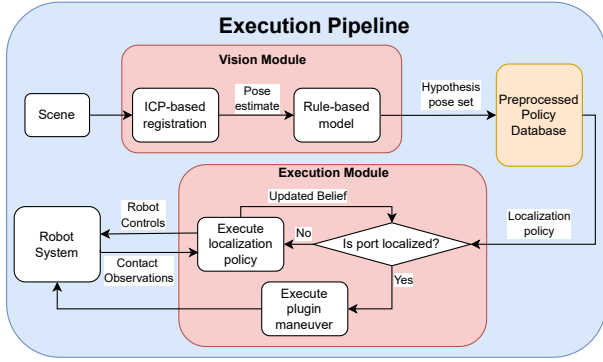 Execution Pipeline
Vision Module
Scene
ICP-based
registration
Pose
estimate
Rule-based
model
Hypothesis
pose set
Preprocessed
Policy
Database
Execution Module
Updated Belief
Robot
Controls
Robot
System
Contact
Observations
Execute
localization
policy
No
Is port localized?
Localization
policy
Yes
Execute
plugin
maneuver